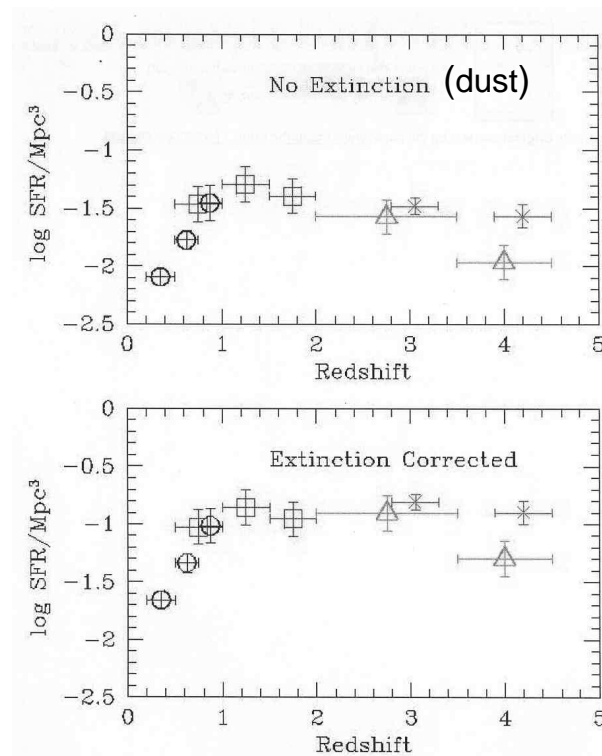 0
No Extinction (dust)
-0.5
-1
-1.5
-2
-2.5
log SFR/Mpc³
0 1 2 3 4 5
Redshift
0
Extinction Corrected
-0.5
-1
-1.5
-2
-2.5
log SFR/Mpc³
0 1 2 3 4 5
Redshift